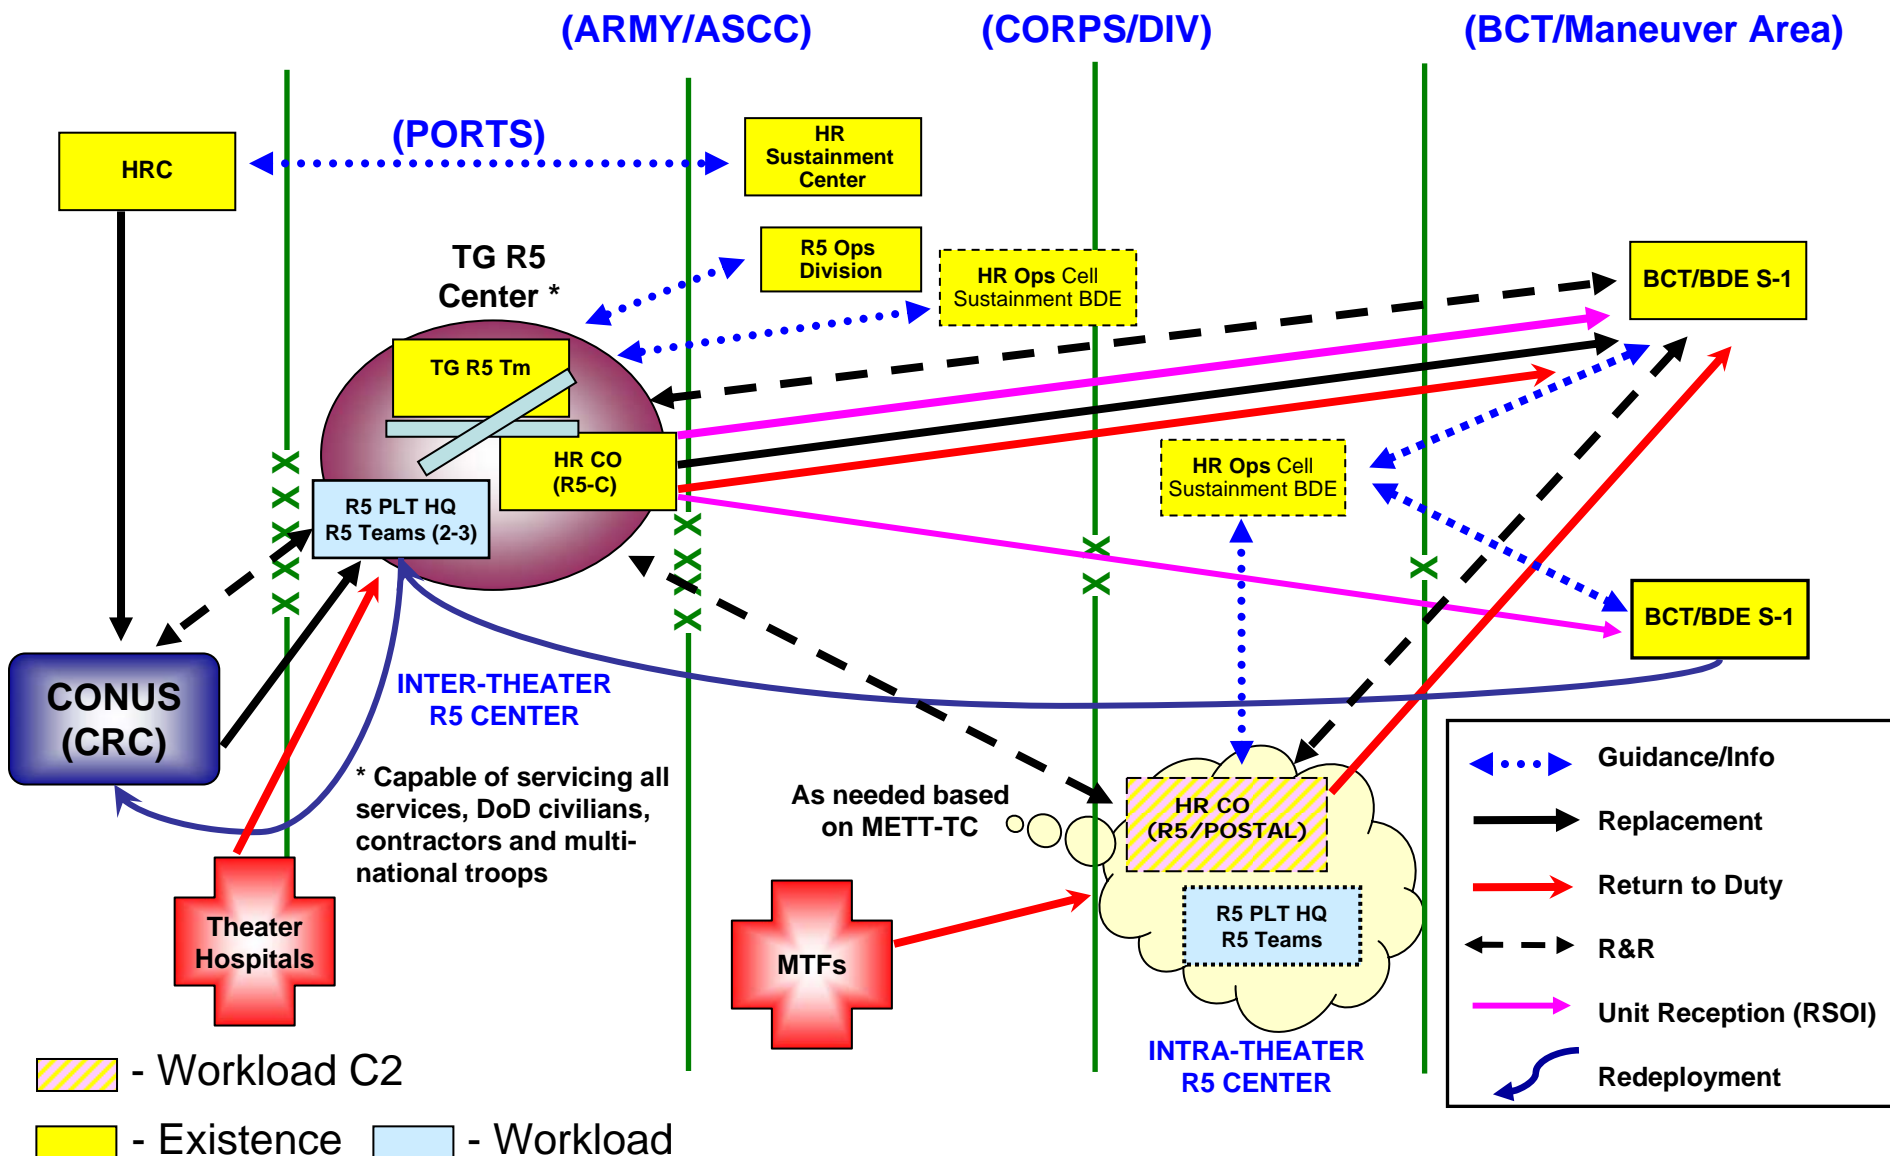 (ARMY/ASCC)
(CORPS/DIV)
(BCT/Maneuver Area)
(PORTS)
HRC
HR
Sustainment
Center
R5 Ops
Division
TG R5
Center *
HR Ops Cell
Sustainment BDE
BCT/BDE S-1
TG R5 Tm
HR CO
(R5-C)
R5 PLT HQ
R5 Teams (2-3)
HR Ops Cell
Sustainment BDE
XXXXX
XXXX
XX
X
BCT/BDE S-1
CONUS
(CRC)
INTER-THEATER
R5 CENTER
* Capable of servicing all
services, DoD civilians,
contractors and multi-
national troops
As needed based
on METT-TC
HR CO
(R5/POSTAL)
R5 PLT HQ
R5 Teams
Theater
Hospitals
MTFs
INTRA-THEATER
R5 CENTER
Guidance/Info
Replacement
Return to Duty
R&R
Unit Reception (RSOI)
Redeployment
- Workload C2
- Existence
- Workload